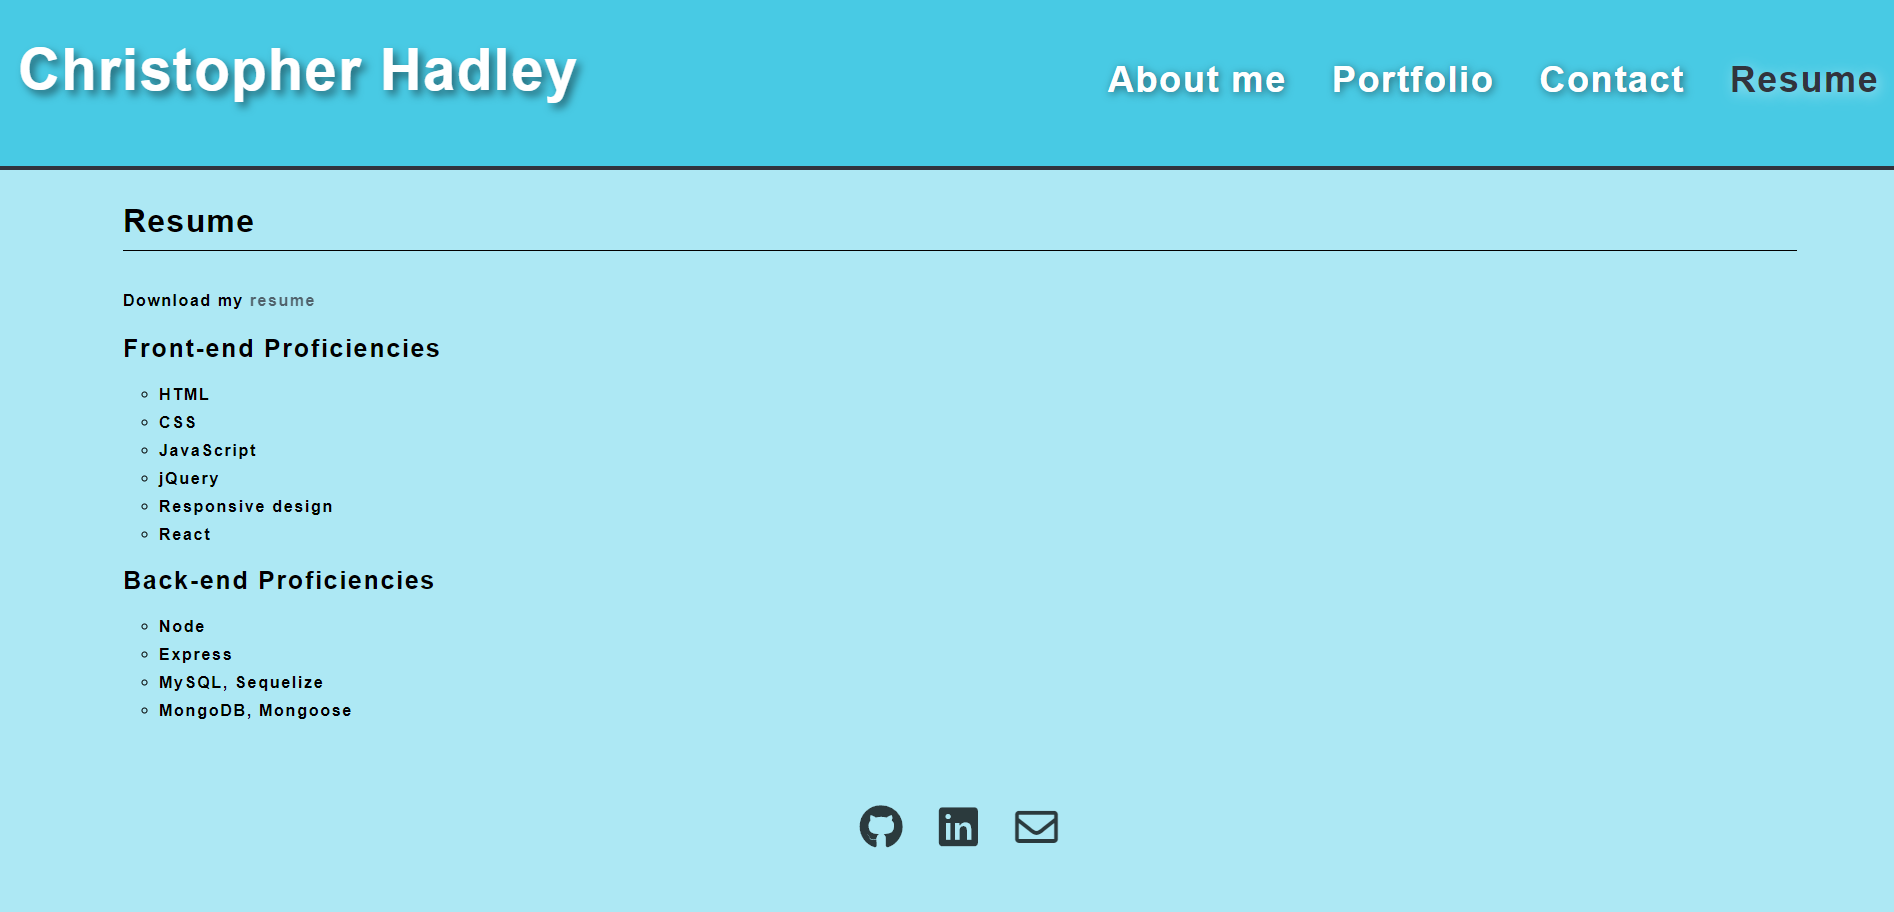 Christopher Hadley
About me Portfolio Contact Resume
Resume
Download my resume
Front-end Proficiencies
HTML
CSS
JavaScript
jQuery
Responsive design
React
Back-end Proficiencies
Node
Express
MySQL, Sequelize
MongoDB, Mongoose
in